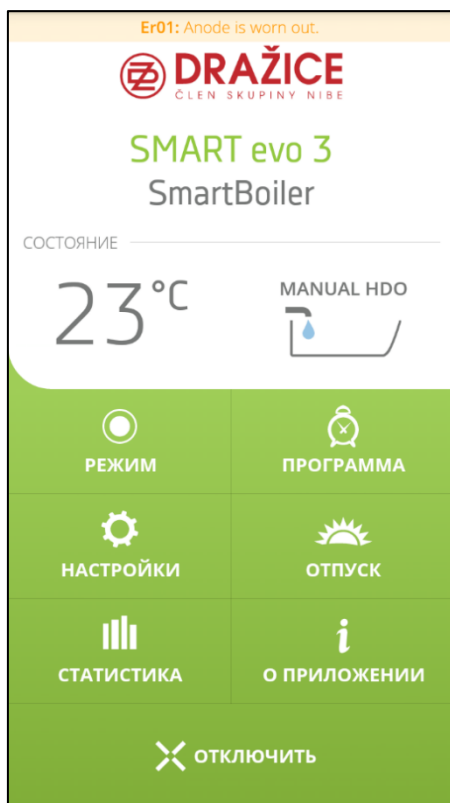 Er01: Anode is worn out.
DRAŽICE
ČLEN SKUPINY NIBE
SMART evo 3
SmartBoiler
СОСТОЯНИЕ
23 °C
MANUAL HDO
РЕЖИМ
ПРОГРАММА
НАСТРОЙКИ
ОТПУСК
СТАТИСТИКА
О ПРИЛОЖЕНИИ
ОТКЛЮЧИТЬ